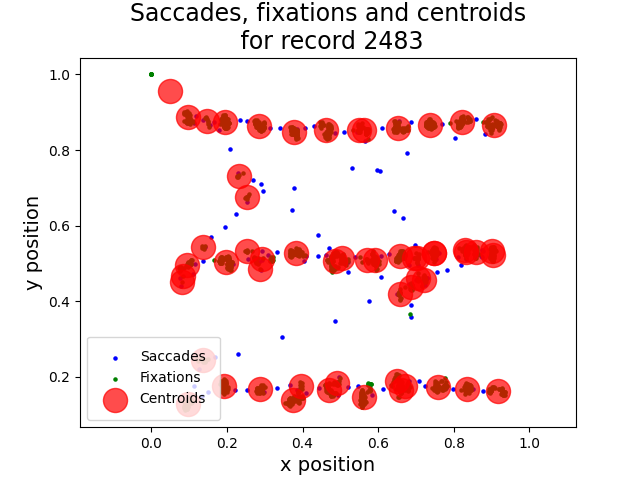 Saccades, fixations and centroids
for record 2483
y position
1.0
0.8
0.6
0.4
0.2
Saccades
Fixations
Centroids
0.0
0.2
0.4
0.6
0.8
1.0
x position